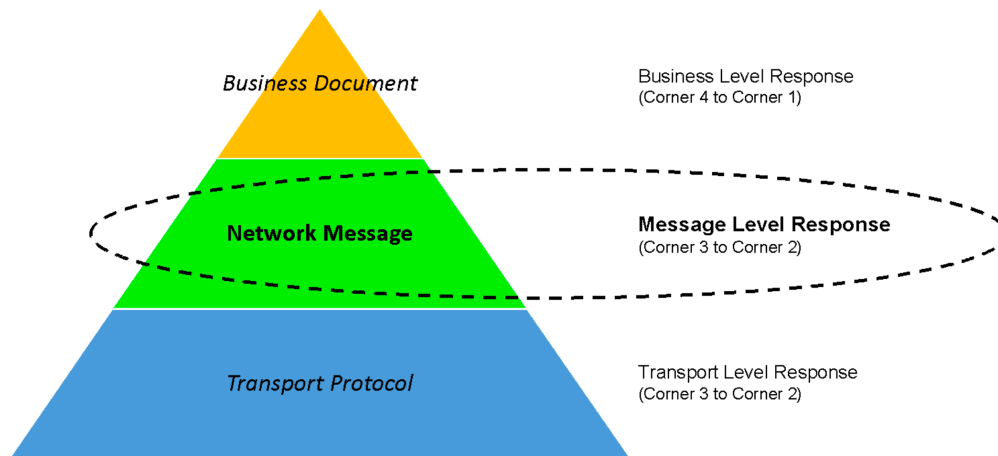 Business Document
Business Level Response
(Corner 4 to Corner 1)
Network Message
Message Level Response
(Corner 3 to Corner 2)
Transport Protocol
Transport Level Response
(Corner 3 to Corner 2)